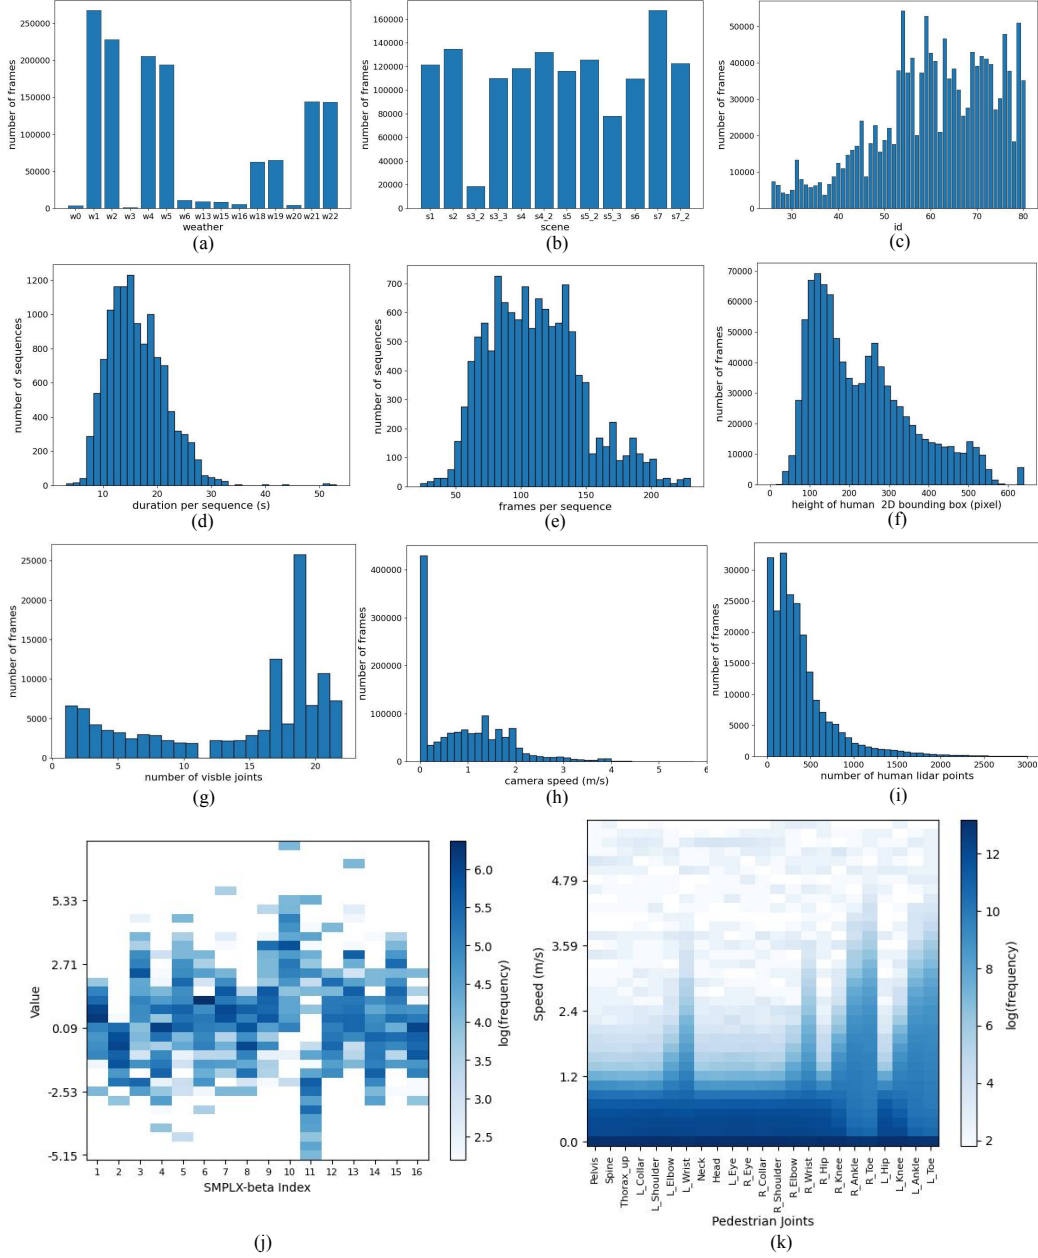 number of frames
250000
200000
150000
100000
50000
0
w0 w1 w2 w3 w4 w5 w6 w13 w15 w16 w18 w19 w20 w21 w22
weather
(a)
number of frames
160000
140000
120000
100000
80000
60000
40000
20000
0
s1 s2 s3_2 s3_3 s4 s4_2 s5 s5_2 s5_3 s6 s7 s7_2
scene
(b)
number of frames
50000
40000
30000
20000
10000
0
30 40 50 60 70 80
id
(c)
number of sequences
1200
1000
800
600
400
200
0
10 20 30 40 50
duration per sequence (s)
(d)
number of sequences
700
600
500
400
300
200
100
0
50 100 150 200
frames per sequence
(e)
number of frames
70000
60000
50000
40000
30000
20000
10000
0
0 100 200 300 400 500 600
height of human 2D bounding box (pixel)
(f)
number of frames
25000
20000
15000
10000
5000
0
0 5 10 15 20
number of visble joints
(g)
number of frames
400000
300000
200000
100000
0
0 1 2 3 4 5 6
camera speed (m/s)
(h)
number of frames
30000
25000
20000
15000
10000
5000
0
0 500 1000 1500 2000 2500 3000
number of human lidar points
(i)
Value
5.33
2.71
0.09
-2.53
-5.15
1 2 3 4 5 6 7 8 9 10 11 12 13 14 15 16
SMPLX-beta Index
6.0
5.5
5.0
4.5
4.0
3.5
3.0
2.5
log(frequency)
(j)
Speed (m/s)
4.79
3.59
2.4
1.2
0.0
Pelvis
Spine
Thorax_up
L_Collar
L_Shoulder
L_Elbow
L_Wrist
Neck
Head
L_Eye
R_Eye
R_Collar
R_Shoulder
R_Elbow
R_Wrist
R_Hip
R_Knee
R_Ankle
R_Toe
L_Hip
L_Knee
L_Ankle
L_Toe
Pedestrian Joints
12
10
8
6
4
2
log(frequency)
(k)